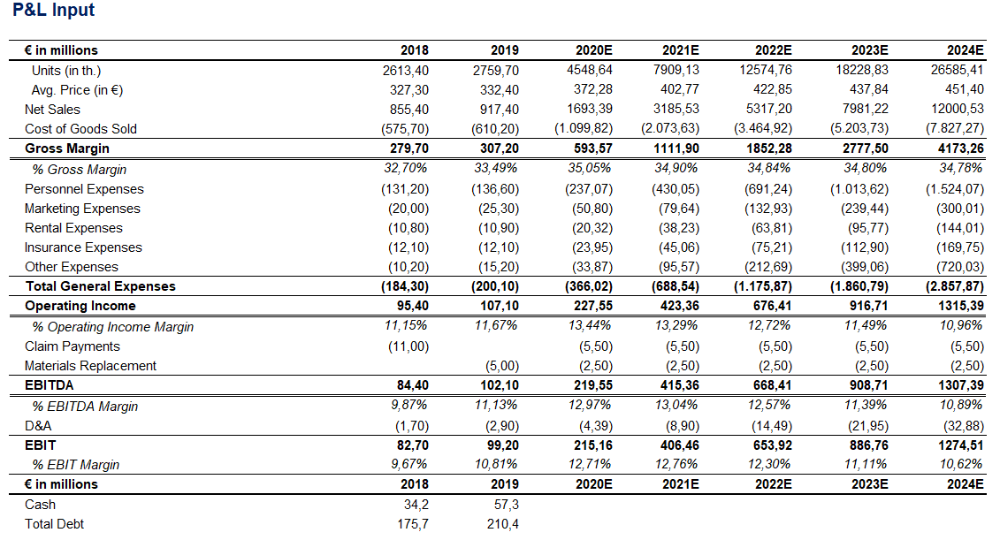 P&L Input
€ in millions 2018 2019 2020E 2021E 2022E 2023E 2024E
Units (in th.) 2613,40 2759,70 4548,64 7909,13 12574,76 18228,83 26585,41
Avg. Price (in €) 327,30 332,40 372,28 402,77 422,85 437,84 451,40
Net Sales 855,40 917,40 1693,39 3185,53 5317,20 7981,22 12000,53
Cost of Goods Sold (575,70) (610,20) (1.099,82) (2.073,63) (3.464,92) (5.203,73) (7.827,27)
Gross Margin 279,70 307,20 593,57 1111,90 1852,28 2777,50 4173,26
% Gross Margin 32,70% 33,49% 35,05% 34,90% 34,84% 34,80% 34,78%
Personnel Expenses (131,20) (136,60) (237,07) (430,05) (691,24) (1.013,62) (1.524,07)
Marketing Expenses (20,00) (25,30) (50,80) (79,64) (132,93) (239,44) (300,01)
Rental Expenses (10,80) (10,90) (20,32) (38,23) (63,81) (95,77) (144,01)
Insurance Expenses (12,10) (12,10) (23,95) (45,06) (75,21) (112,90) (169,75)
Other Expenses (10,20) (15,20) (33,87) (95,57) (212,69) (399,06) (720,03)
Total General Expenses (184,30) (200,10) (366,02) (688,54) (1.175,87) (1.860,79) (2.857,87)
Operating Income 95,40 107,10 227,55 423,36 676,41 916,71 1315,39
% Operating Income Margin 11,15% 11,67% 13,44% 13,29% 12,72% 11,49% 10,96%
Claim Payments (11,00) (5,50) (5,50) (5,50) (5,50) (5,50)
Materials Replacement (5,00) (2,50) (2,50) (2,50) (2,50) (2,50)
EBITDA 84,40 102,10 219,55 415,36 668,41 908,71 1307,39
% EBITDA Margin 9,87% 11,13% 12,97% 13,04% 12,57% 11,39% 10,89%
D&A (1,70) (2,90) (4,39) (8,90) (14,49) (21,95) (32,88)
EBIT 82,70 99,20 215,16 406,46 653,92 886,76 1274,51
% EBIT Margin 9,67% 10,81% 12,71% 12,76% 12,30% 11,11% 10,62%
€ in millions 2018 2019 2020E 2021E 2022E 2023E 2024E
Cash 34,2 57,3
Total Debt 175,7 210,4